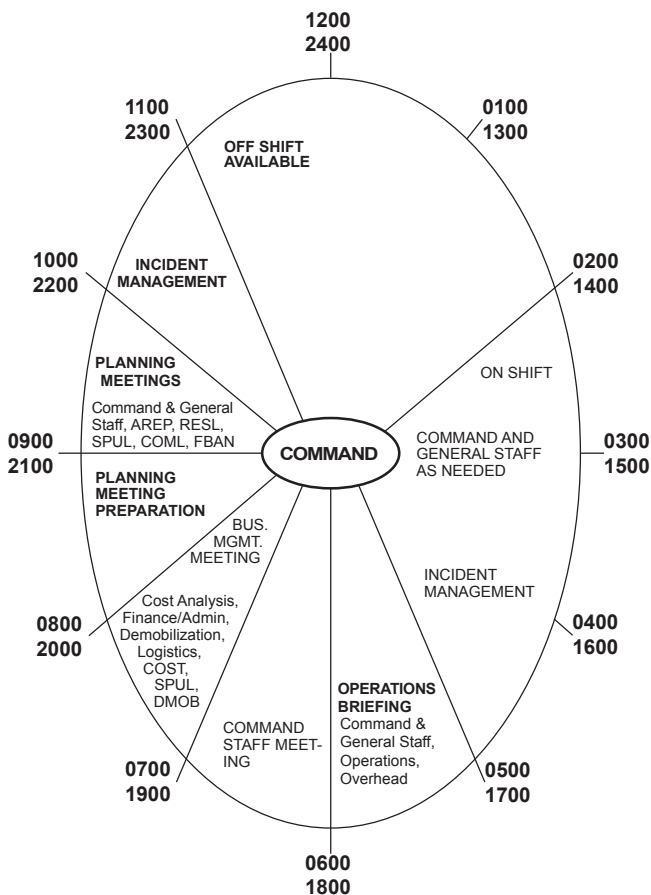 1200
2400
0100
1300
0200
1400
ON SHIFT
COMMAND AND
GENERAL STAFF
AS NEEDED
0300
1500
INCIDENT
MANAGEMENT
0400
1600
0500
1700
OPERATIONS
BRIEFING
Command &
General Staff,
Operations,
Overhead
0600
1800
COMMAND
STAFF MEET-
ING
0700
1900
BUS.
MGMT.
MEETING
Cost Analysis,
Finance/Admin,
Demobilization,
Logistics,
COST,
SPUL,
DMOB
0800
2000
PLANNING
MEETING
PREPARATION
0900
2100
PLANNING
MEETINGS
Command & General
Staff, AREP, RESL,
SPUL, COML, FBAN
1000
2200
INCIDENT
MANAGEMENT
1100
2300
OFF SHIFT
AVAILABLE
COMMAND